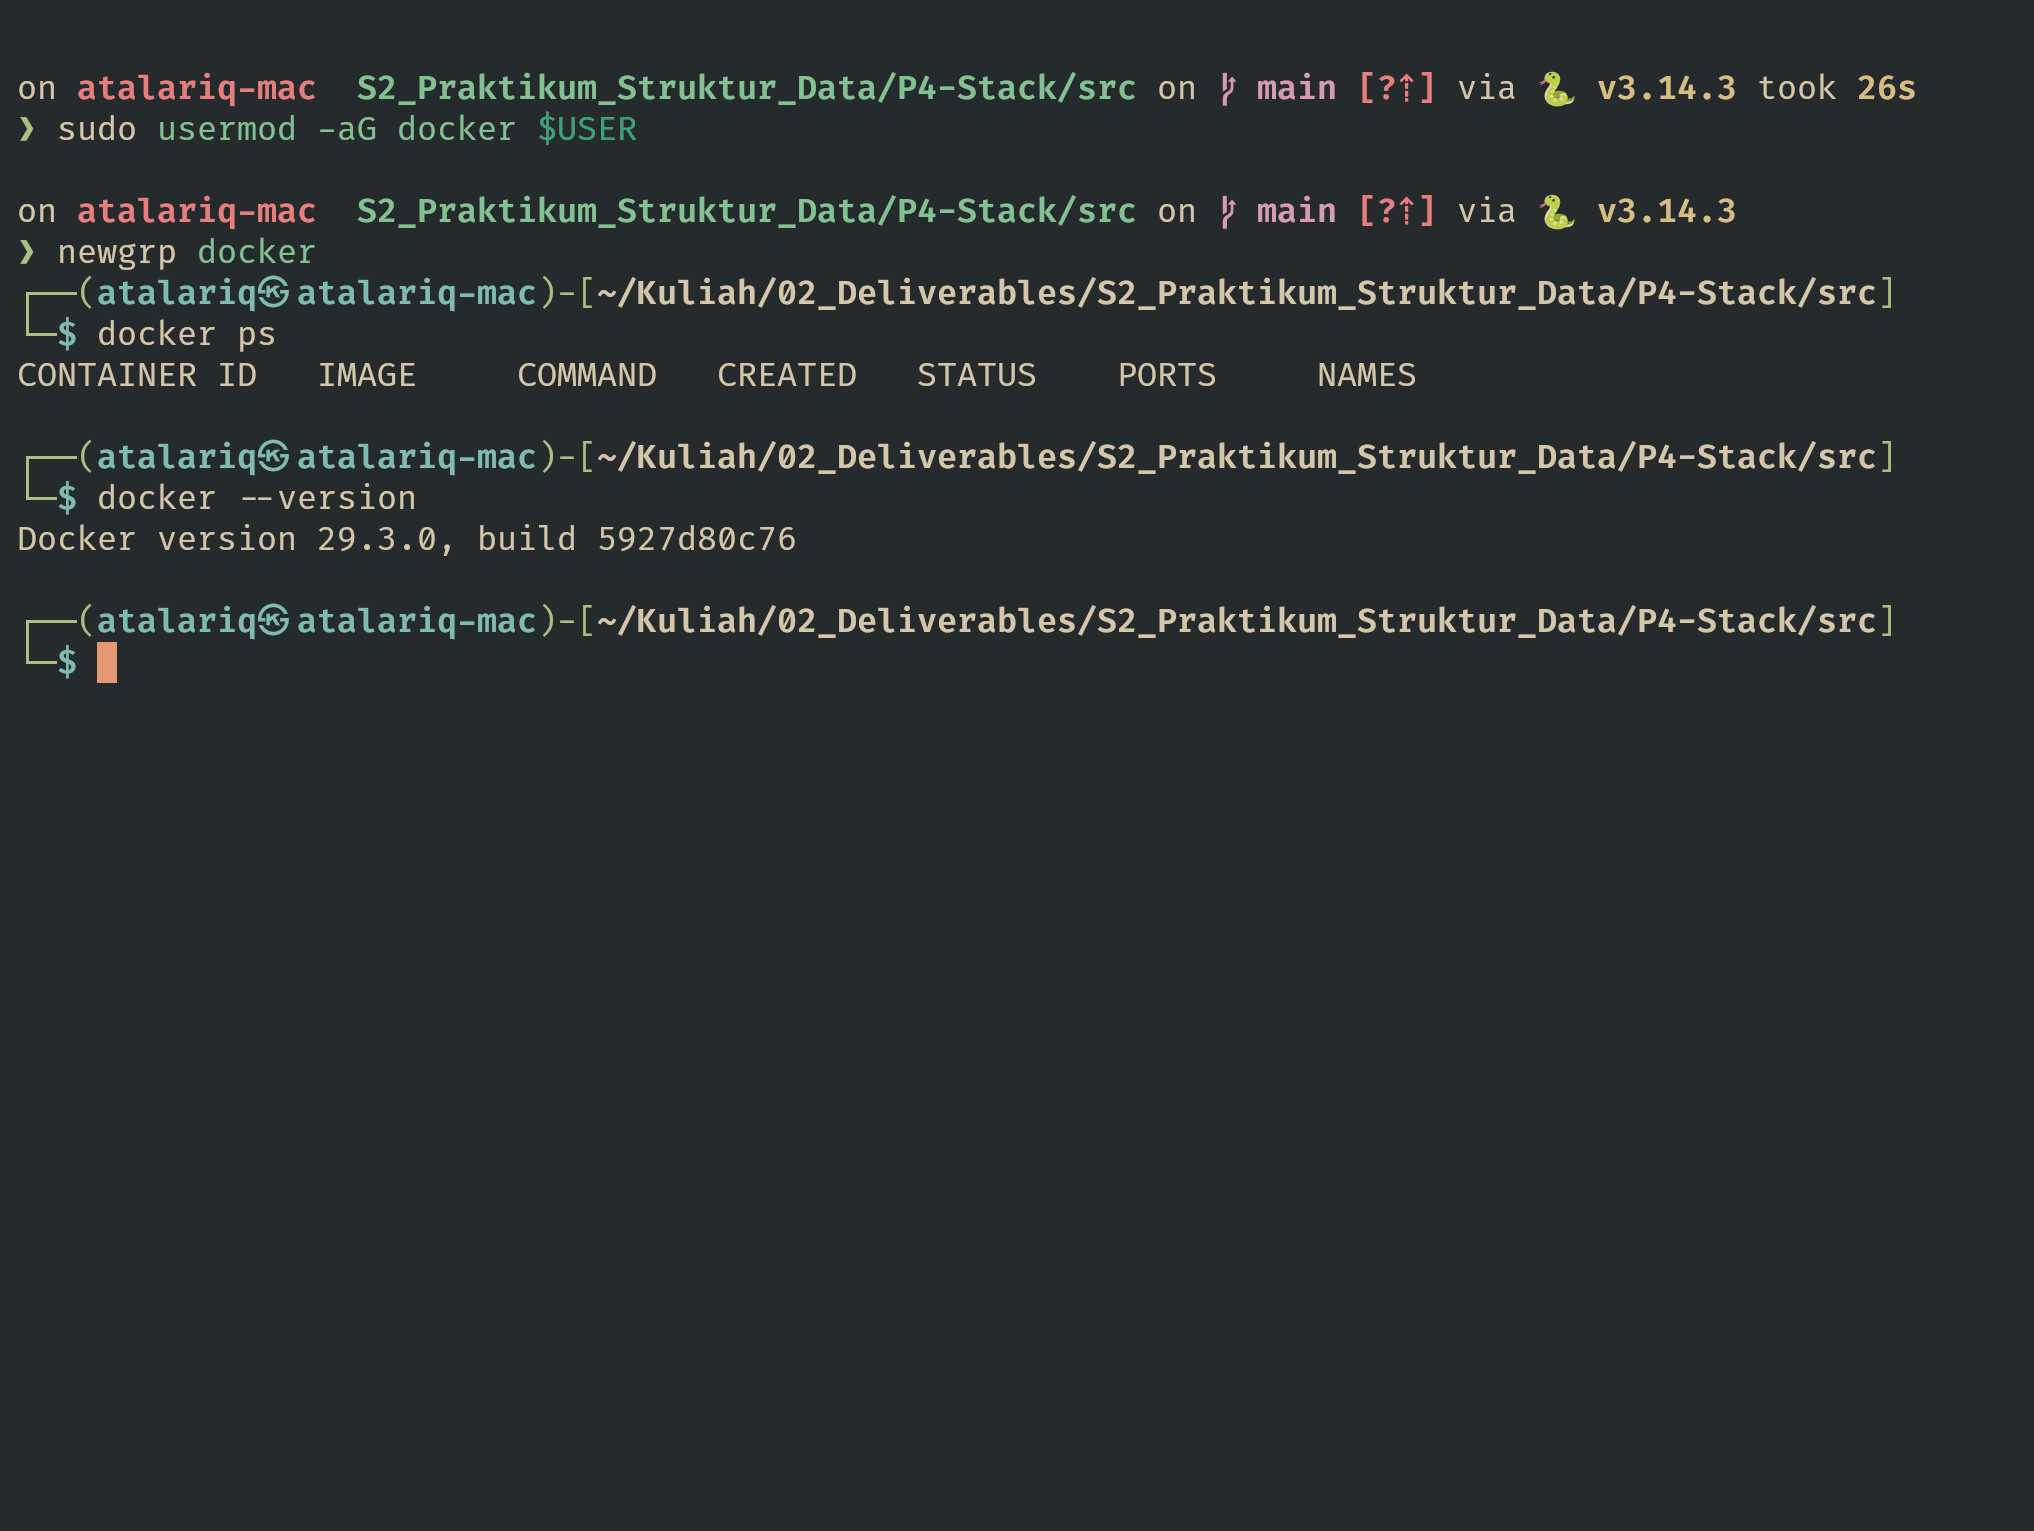 on atalariq-mac  S2_Praktikum_Struktur_Data/P4-Stack/src on main [?⇡] via 🐍 v3.14.3 took 26s
❯ sudo usermod -aG docker $USER
on atalariq-mac  S2_Praktikum_Struktur_Data/P4-Stack/src on main [?⇡] via 🐍 v3.14.3
❯ newgrp docker
┌──(atalariq㉿atalariq-mac)-[~/Kuliah/02_Deliverables/S2_Praktikum_Struktur_Data/P4-Stack/src]
└─$ docker ps
CONTAINER ID   IMAGE     COMMAND   CREATED   STATUS    PORTS     NAMES
┌──(atalariq㉿atalariq-mac)-[~/Kuliah/02_Deliverables/S2_Praktikum_Struktur_Data/P4-Stack/src]
└─$ docker --version
Docker version 29.3.0, build 5927d80c76
┌──(atalariq㉿atalariq-mac)-[~/Kuliah/02_Deliverables/S2_Praktikum_Struktur_Data/P4-Stack/src]
└─$